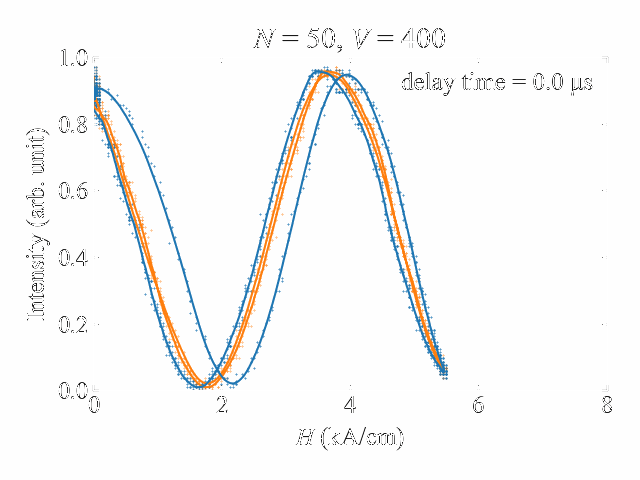 N = 50, V = 400
delay time = 0.0 μs
Intensity (arb. unit)
1.0
0.8
0.6
0.4
0.2
0.0
0 2 4 6 8
H (kA/cm)